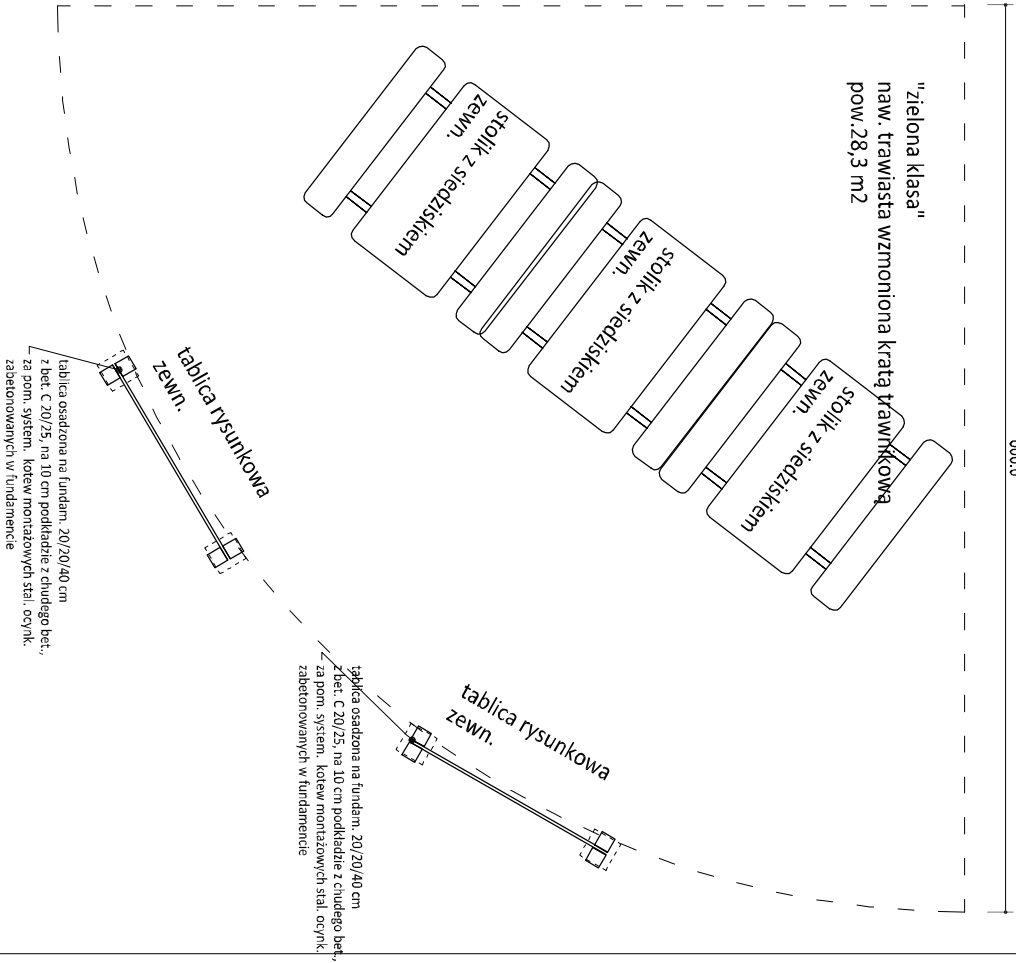 "zielona klasa"
naw. trawiasta wzmoniona kratą trawnikową
pow.28,3 m2
stolik z siedziskiem
zewn.
stolik z siedziskiem
zewn.
stolik z siedziskiem
zewn.
tablica rysunkowa
zewn.
tablica osadzona na fundam. 20/20/40 cm
z bet. C 20/25, na 10 cm podkładzie z chudego bet.,
za pom. system. kotew montażowych stal. ocynk.
zabetonowanych w fundamencie
tablica rysunkowa
zewn.
tablica osadzona na fundam. 20/20/40 cm
z bet. C 20/25, na 10 cm podkładzie z chudego bet.,
za pom. system. kotew montażowych stal. ocynk.
zabetonowanych w fundamencie